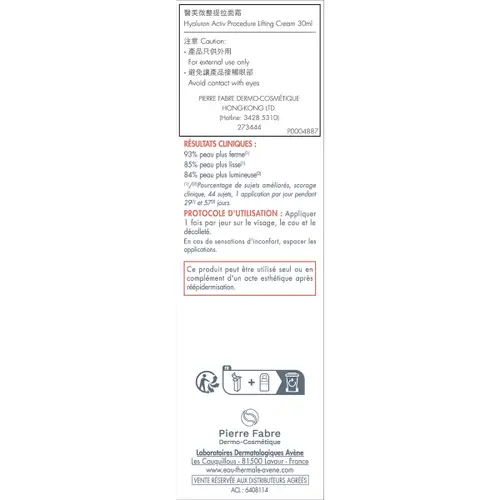 醫美微整提拉面霜
Hyaluron Activ Procedure Lifting Cream 30ml
注意 Caution:
・產品只供外用
For external use only
・避免讓產品接觸眼部
Avoid contact with eyes
PIERRE FABRE DERMO-COSMÉTIQUE
HONG-KONG LTD.
(Hotline: 3428.5310)
273444
P0004887
RÉSULTATS CLINIQUES :
93% peau plus ferme(1)
85% peau plus lisse(1)
84% peau plus lumineuse(2)
(1)/(2)Pourcentage de sujets améliorés, scorage
clinique, 44 sujets, 1 application par jour pendant
29(1) et 57(2) jours.
PROTOCOLE D'UTILISATION : Appliquer
1 fois par jour sur le visage, le cou et le
décolleté.
En cas de sensations d'inconfort, espacer les
applications.
Ce produit peut être utilisé seul ou en
complément d'un acte esthétique après
réépidermisation.
FR
+
Pierre Fabre
Dermo-Cosmétique
Laboratoires Dermatologiques Avène
Les Cauquillous - 81500 Lavaur - France
www.eau-thermale-avene.com
VENTE RÉSERVÉE AUX DISTRIBUTEURS AGRÉÉS
ACL : 6408114